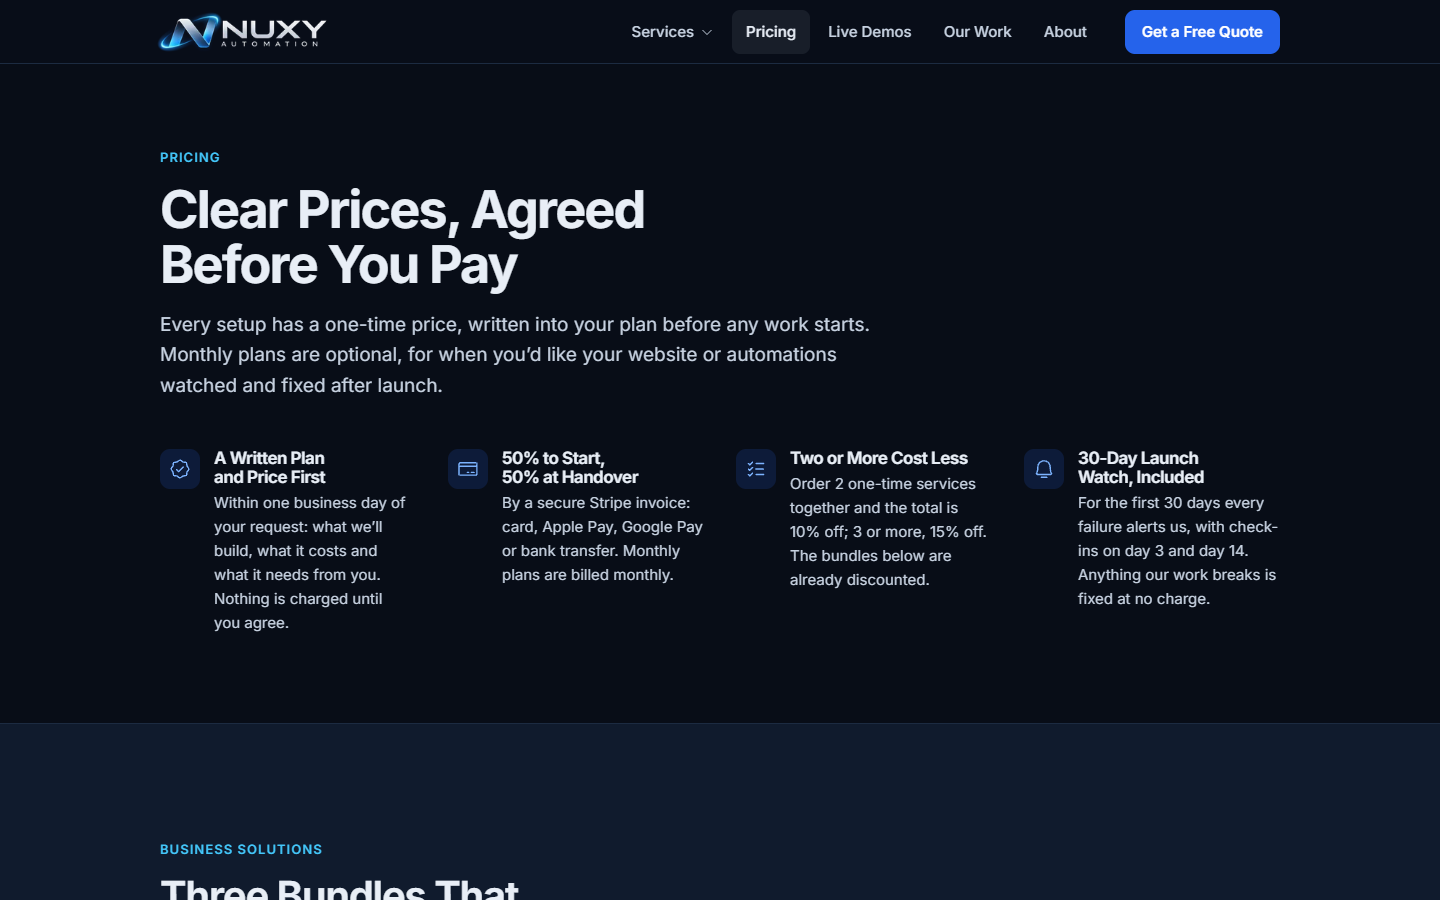 NUXY
AUTOMATION
Services
Pricing
Live Demos
Our Work
About
Get a Free Quote
PRICING
Clear Prices, Agreed
Before You Pay
Every setup has a one-time price, written into your plan before any work starts.
Monthly plans are optional, for when you’d like your website or automations
watched and fixed after launch.
A Written Plan
and Price First
Within one business day of
your request: what we’ll
build, what it costs and
what it needs from you.
Nothing is charged until
you agree.
50% to Start,
50% at Handover
By a secure Stripe invoice:
card, Apple Pay, Google Pay
or bank transfer. Monthly
plans are billed monthly.
Two or More Cost Less
Order 2 one-time services
together and the total is
10% off; 3 or more, 15% off.
The bundles below are
already discounted.
30-Day Launch
Watch, Included
For the first 30 days every
failure alerts us, with check-
ins on day 3 and day 14.
Anything our work breaks is
fixed at no charge.
BUSINESS SOLUTIONS
Three Bundles That